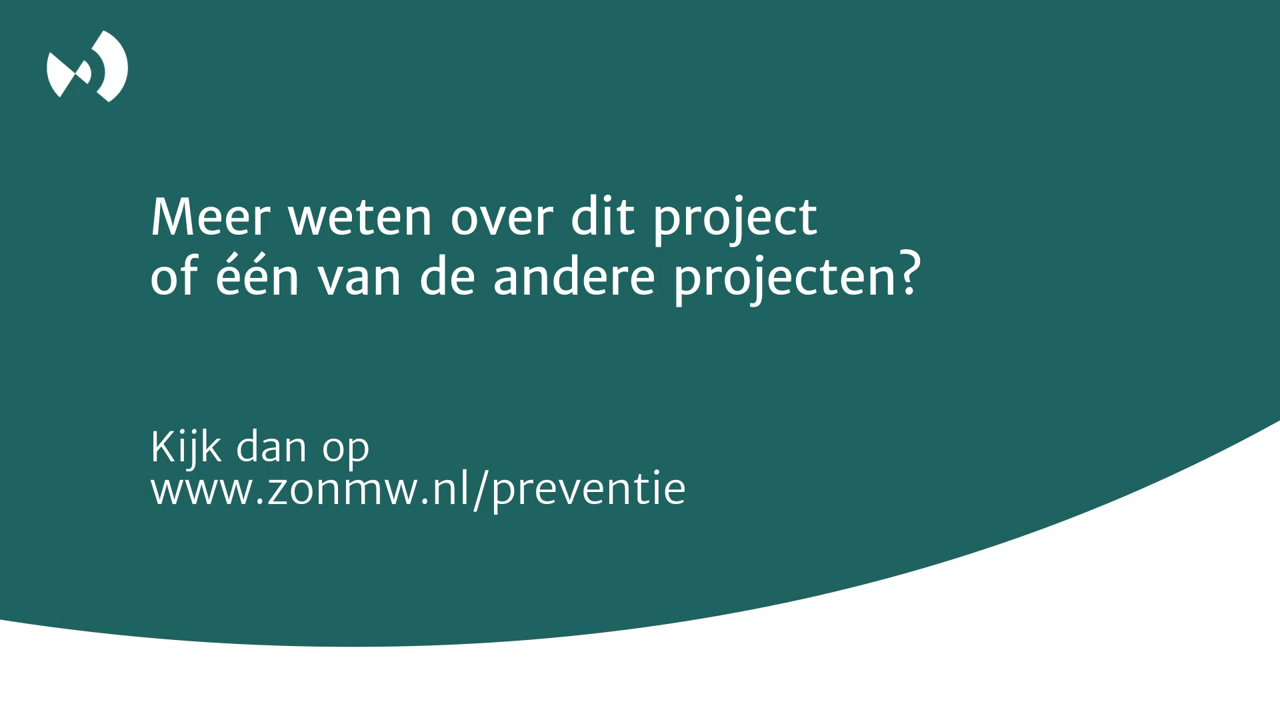 Meer weten over dit project
of één van de andere projecten?
Kijk dan op
www.zonmw.nl/preventie